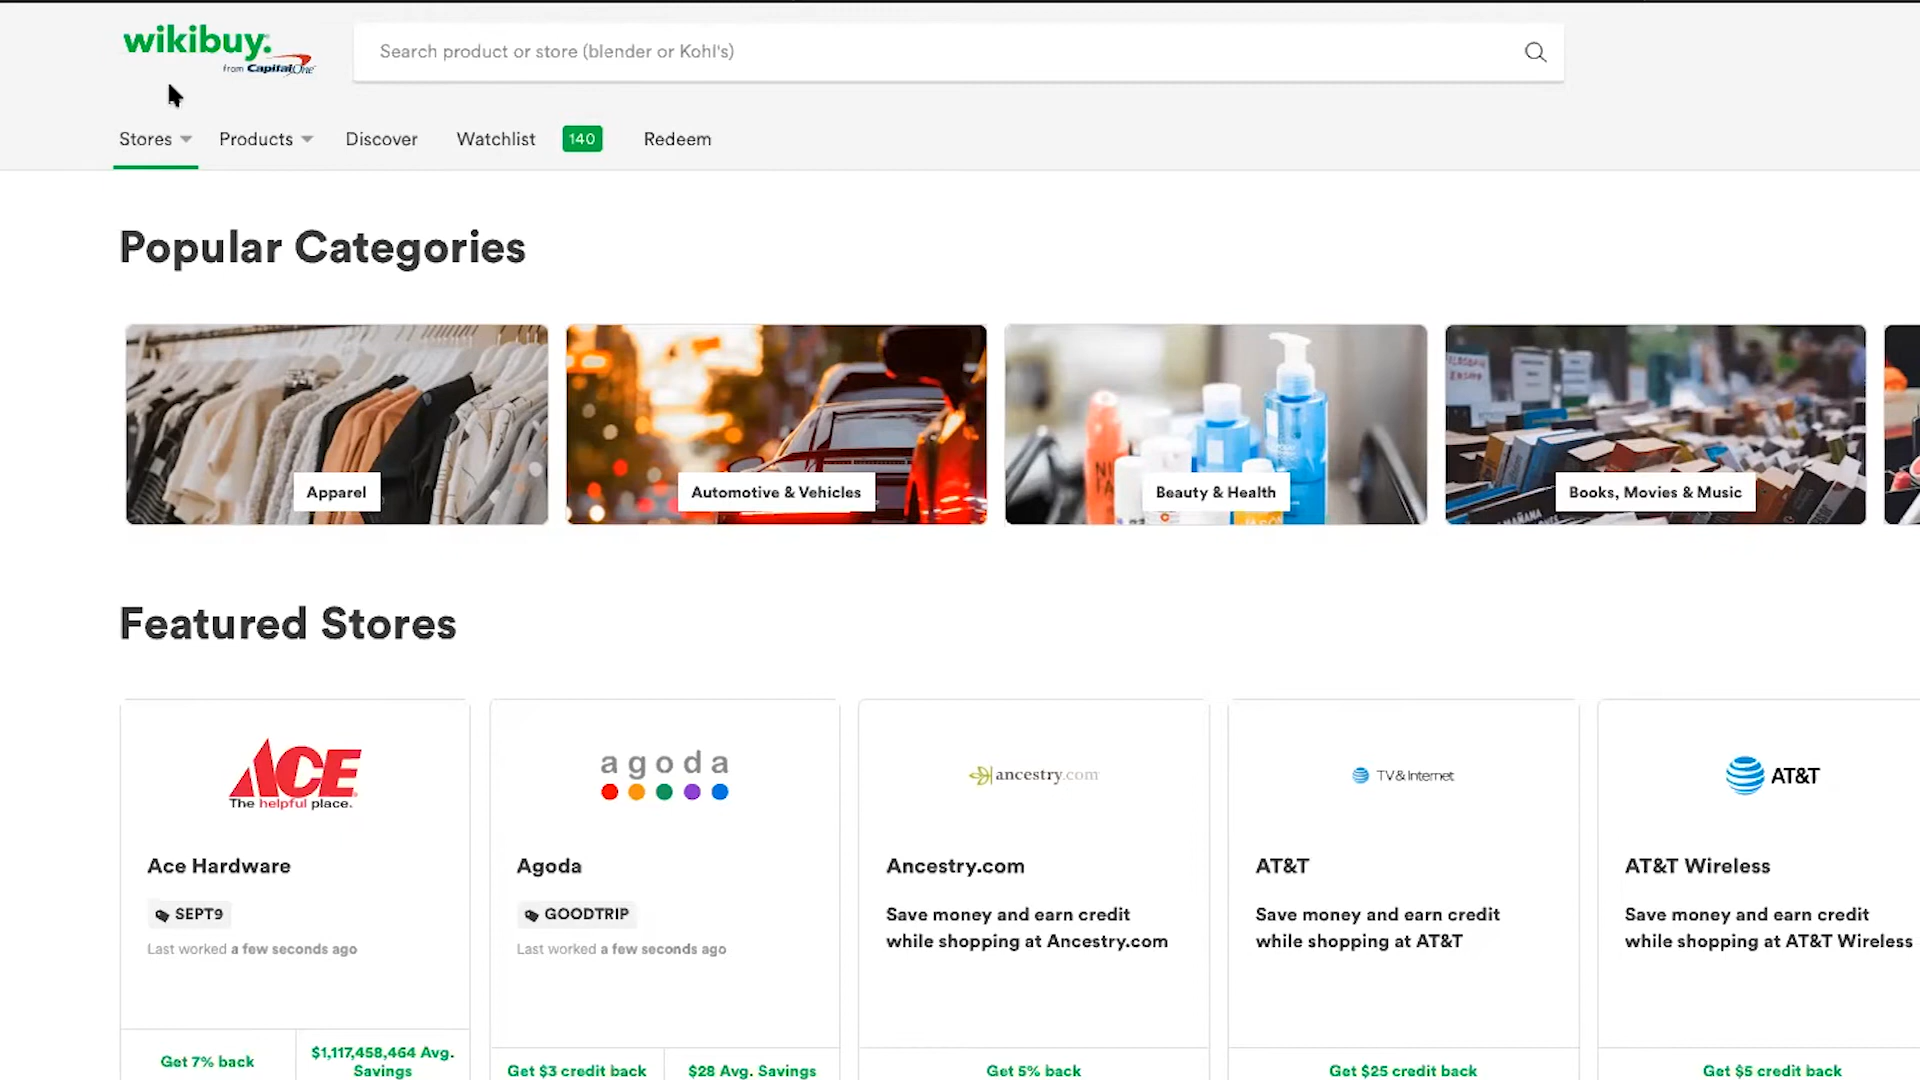 wikibuy.
from CapitalOne
Search product or store (blender or Kohl's)
Stores
Products
Discover
Watchlist
140
Redeem
Popular Categories
Apparel
Automotive & Vehicles
Beauty & Health
Books, Movies & Music
Featured Stores
ACE
The helpful place.
agoda
ancestry.com
TV & Internet
AT&T
Ace Hardware
SEPT9
Last worked a few seconds ago
Agoda
GOODTRIP
Last worked a few seconds ago
Ancestry.com
Save money and earn credit
while shopping at Ancestry.com
AT&T
Save money and earn credit
while shopping at AT&T
AT&T Wireless
Save money and earn credit
while shopping at AT&T Wireless
Get 7% back
$1,117,458,464 Avg.
Savings
Get $3 credit back
$28 Avg. Savings
Get 5% back
Get $25 credit back
Get $5 credit back